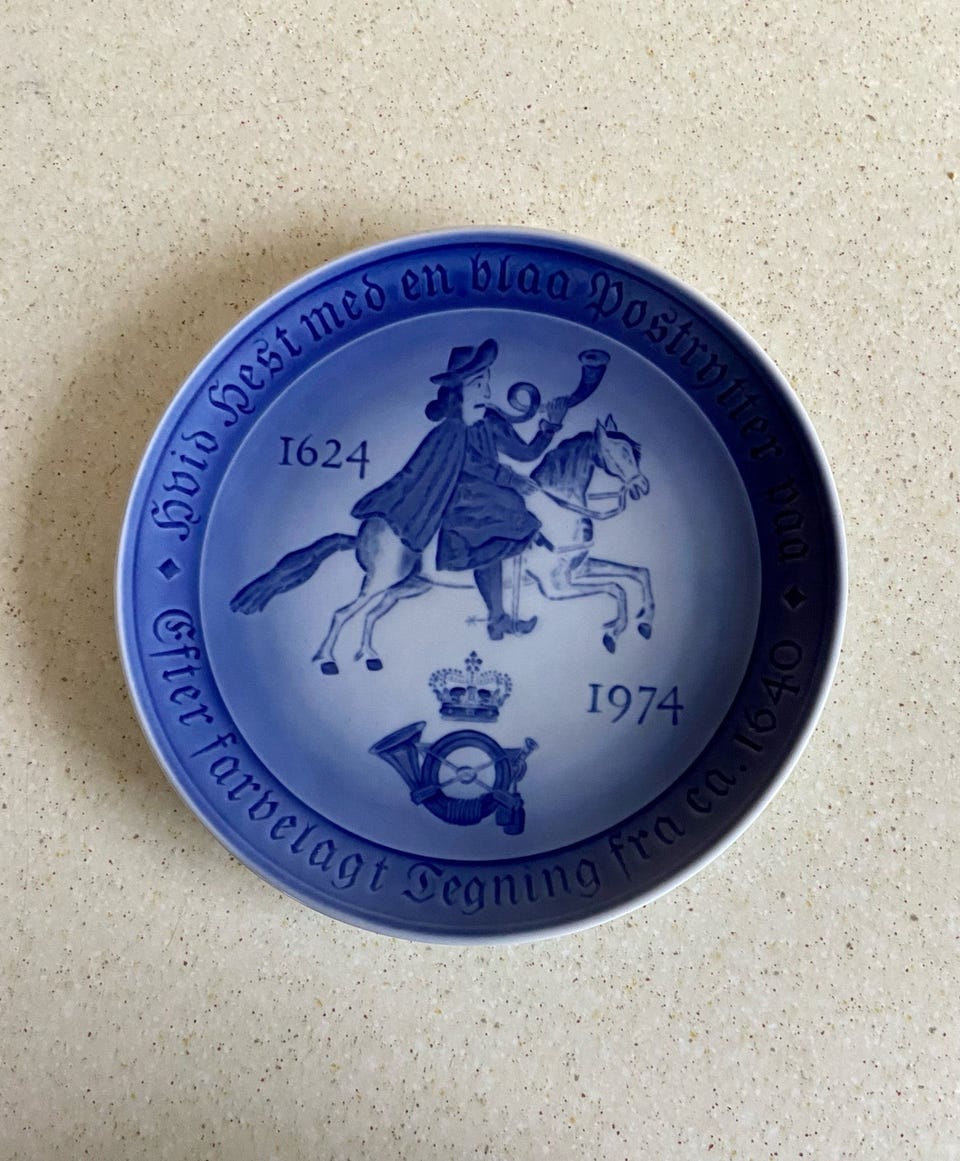 Hvid Hest med en blaa Postrytter paa
1624
1974
Efter farvelagt Tegning fra ca. 1640